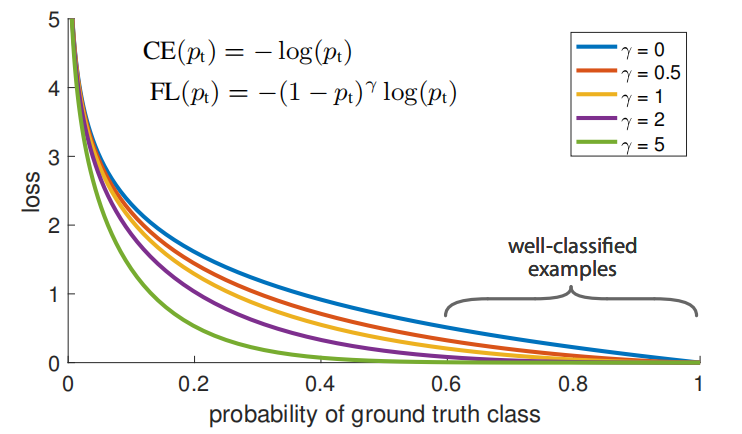 CE(pₜ) = − log(pₜ)
FL(pₜ) = −(1 − pₜ)^γ log(pₜ)
γ = 0
γ = 0.5
γ = 1
γ = 2
γ = 5
well-classified
examples
loss
5
4
3
2
1
0
0 0.2 0.4 0.6 0.8 1
probability of ground truth class